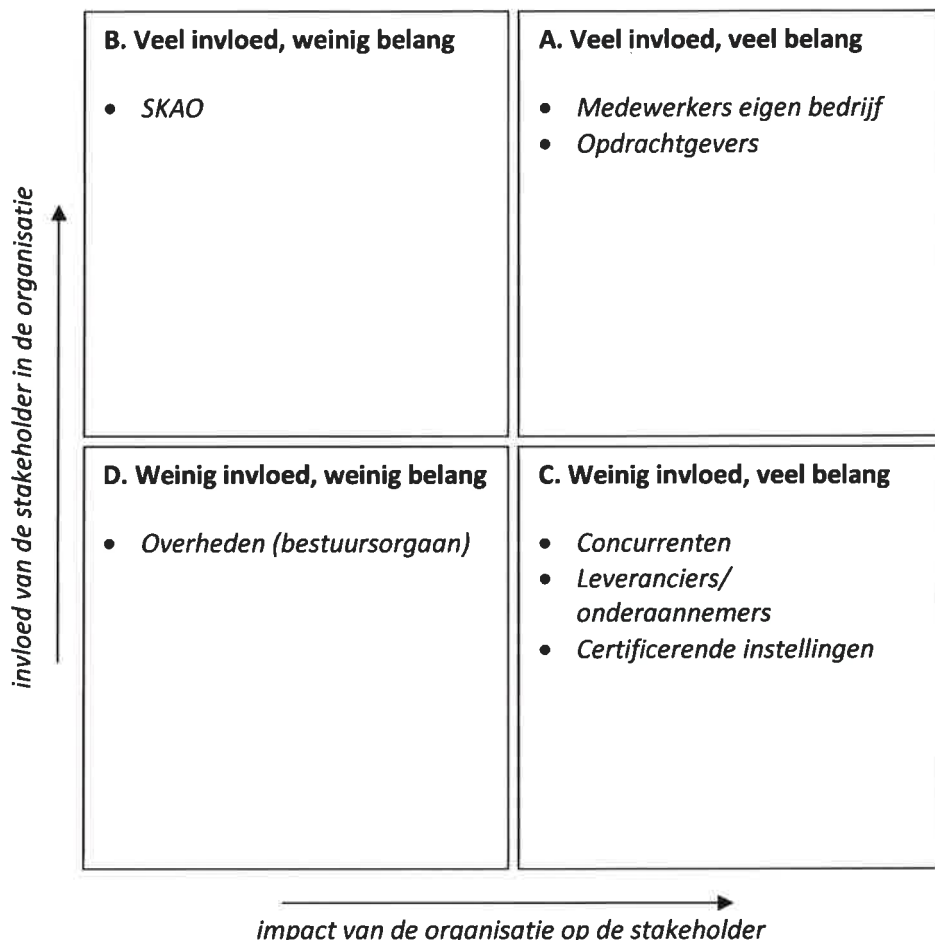 B. Veel invloed, weinig belang
• SKAO
A. Veel invloed, veel belang
• Medewerkers eigen bedrijf
• Opdrachtgevers
D. Weinig invloed, weinig belang
• Overheden (bestuursorgaan)
C. Weinig invloed, veel belang
• Concurrenten
• Leveranciers/
onderaannemers
• Certificerende instellingen
invloed van de stakeholder in de organisatie
impact van de organisatie op de stakeholder